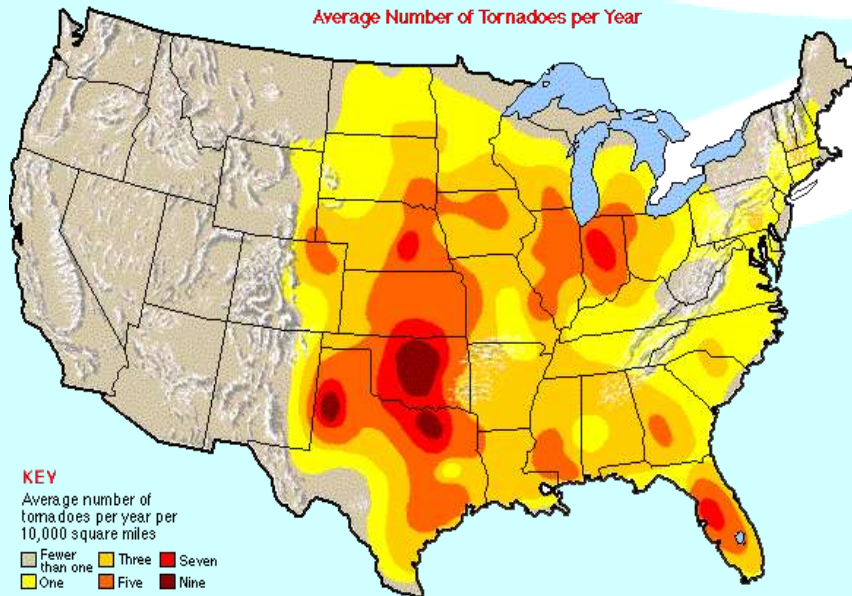 Average Number of Tornadoes per Year
KEY
Average number of
tornadoes per year per
10,000 square miles
Fewer than one
Three
Seven
One
Five
Nine